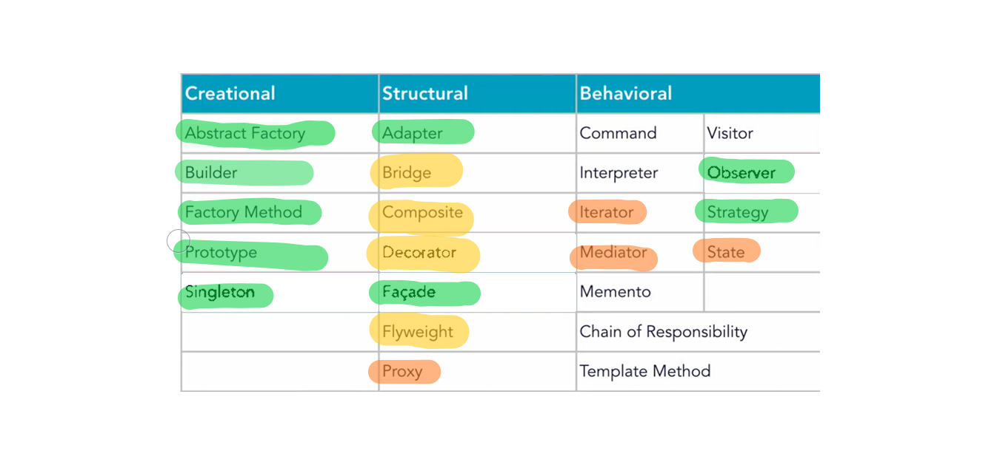 Creational Structural Behavioral
Abstract Factory Adapter Command Visitor
Builder Bridge Interpreter Observer
Factory Method Composite Iterator Strategy
Prototype Decorator Mediator State
Singleton Façade Memento
Flyweight Chain of Responsibility
Proxy Template Method